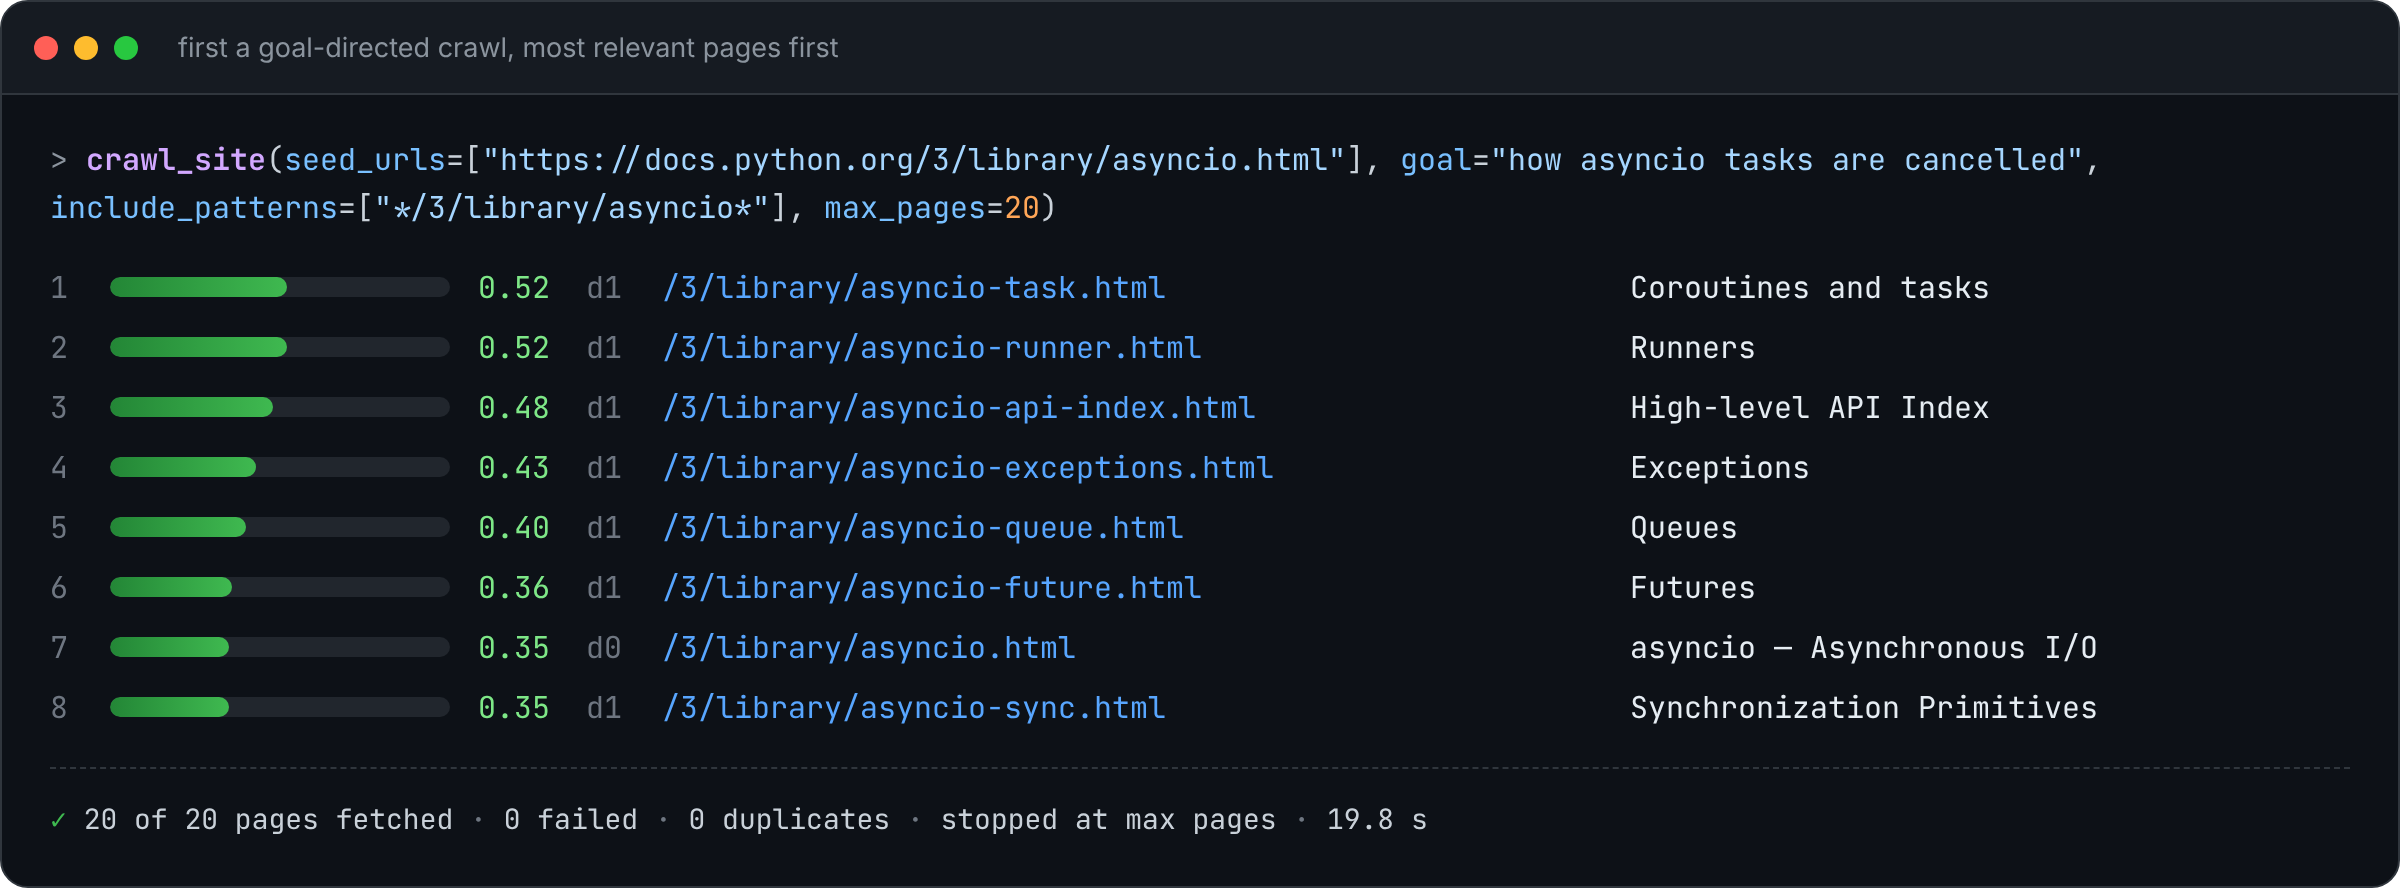 first a goal-directed crawl, most relevant pages first
> crawl_site(seed_urls=["https://docs.python.org/3/library/asyncio.html"], goal="how asyncio tasks are cancelled",
include_patterns=["*/3/library/asyncio*"], max_pages=20)
1 0.52 d1 /3/library/asyncio-task.html Coroutines and tasks
2 0.52 d1 /3/library/asyncio-runner.html Runners
3 0.48 d1 /3/library/asyncio-api-index.html High-level API Index
4 0.43 d1 /3/library/asyncio-exceptions.html Exceptions
5 0.40 d1 /3/library/asyncio-queue.html Queues
6 0.36 d1 /3/library/asyncio-future.html Futures
7 0.35 d0 /3/library/asyncio.html asyncio — Asynchronous I/O
8 0.35 d1 /3/library/asyncio-sync.html Synchronization Primitives
✓ 20 of 20 pages fetched · 0 failed · 0 duplicates · stopped at max pages · 19.8 s